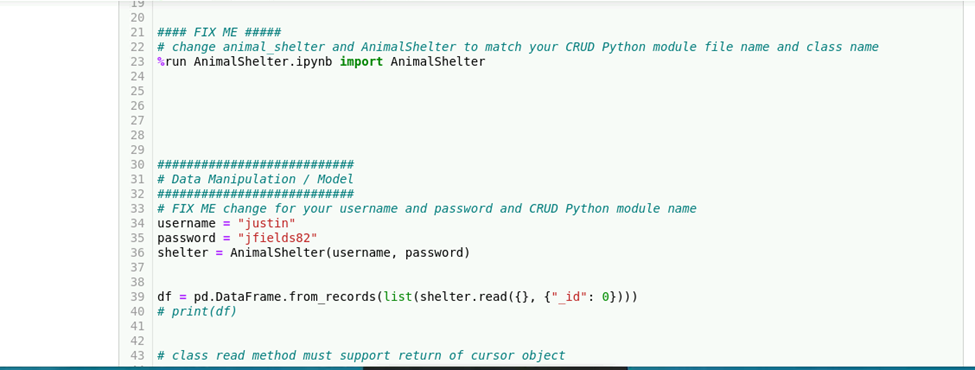 19
20
21 #### FIX ME #####
22 # change animal_shelter and AnimalShelter to match your CRUD Python module file name and class name
23 %run AnimalShelter.ipynb import AnimalShelter
24
25
26
27
28
29
30 ###########################
31 # Data Manipulation / Model
32 ###########################
33 # FIX ME change for your username and password and CRUD Python module name
34 username = "justin"
35 password = "jfields82"
36 shelter = AnimalShelter(username, password)
37
38
39 df = pd.DataFrame.from_records(list(shelter.read({}, {"_id": 0})))
40 # print(df)
41
42
43 # class read method must support return of cursor object